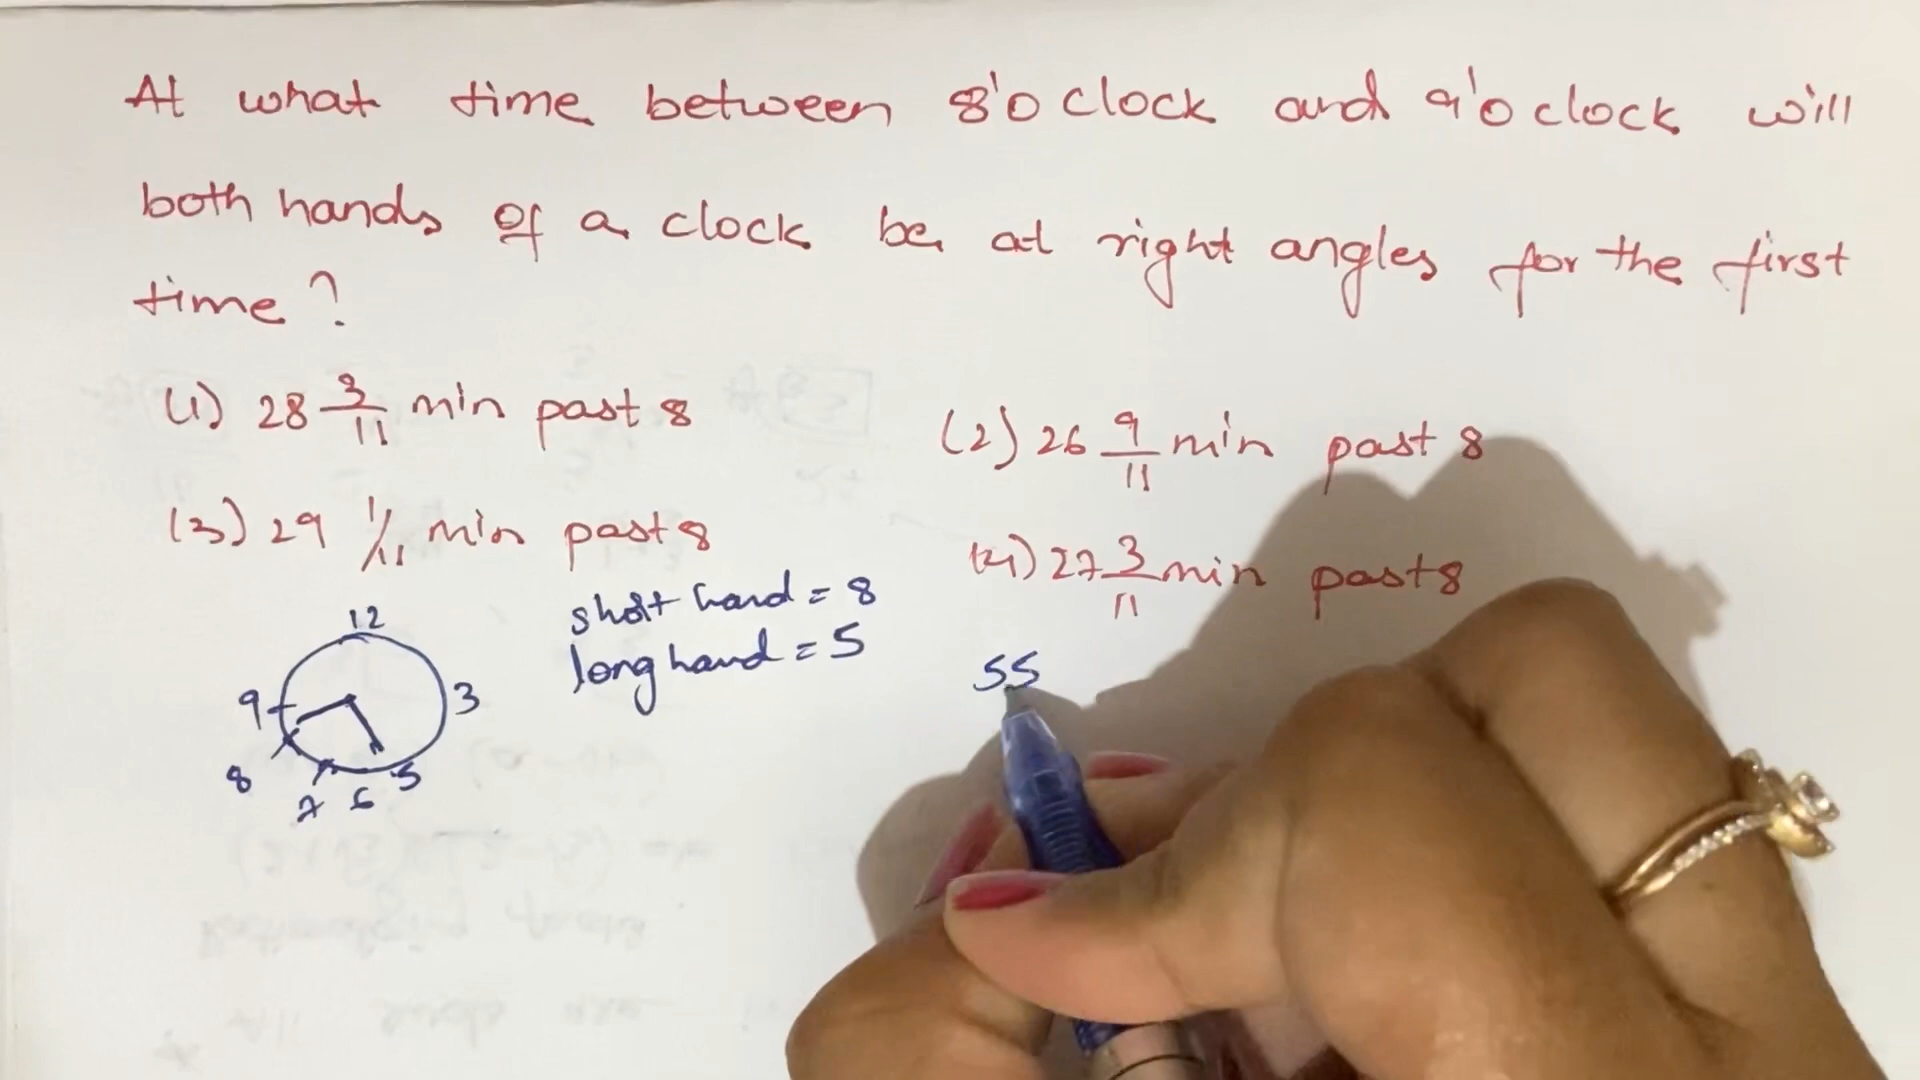 At what time between 8'o clock and 9'o clock will
both hands of a clock be at right angles for the first
time?
(1) 28 3/11 min past 8
(2) 26 9/11 min past 8
(3) 29 1/11 min past 8
(4) 27 3/11 min past 8
short hand = 8
long hand = 5
55
12
9
3
8
7 6 5